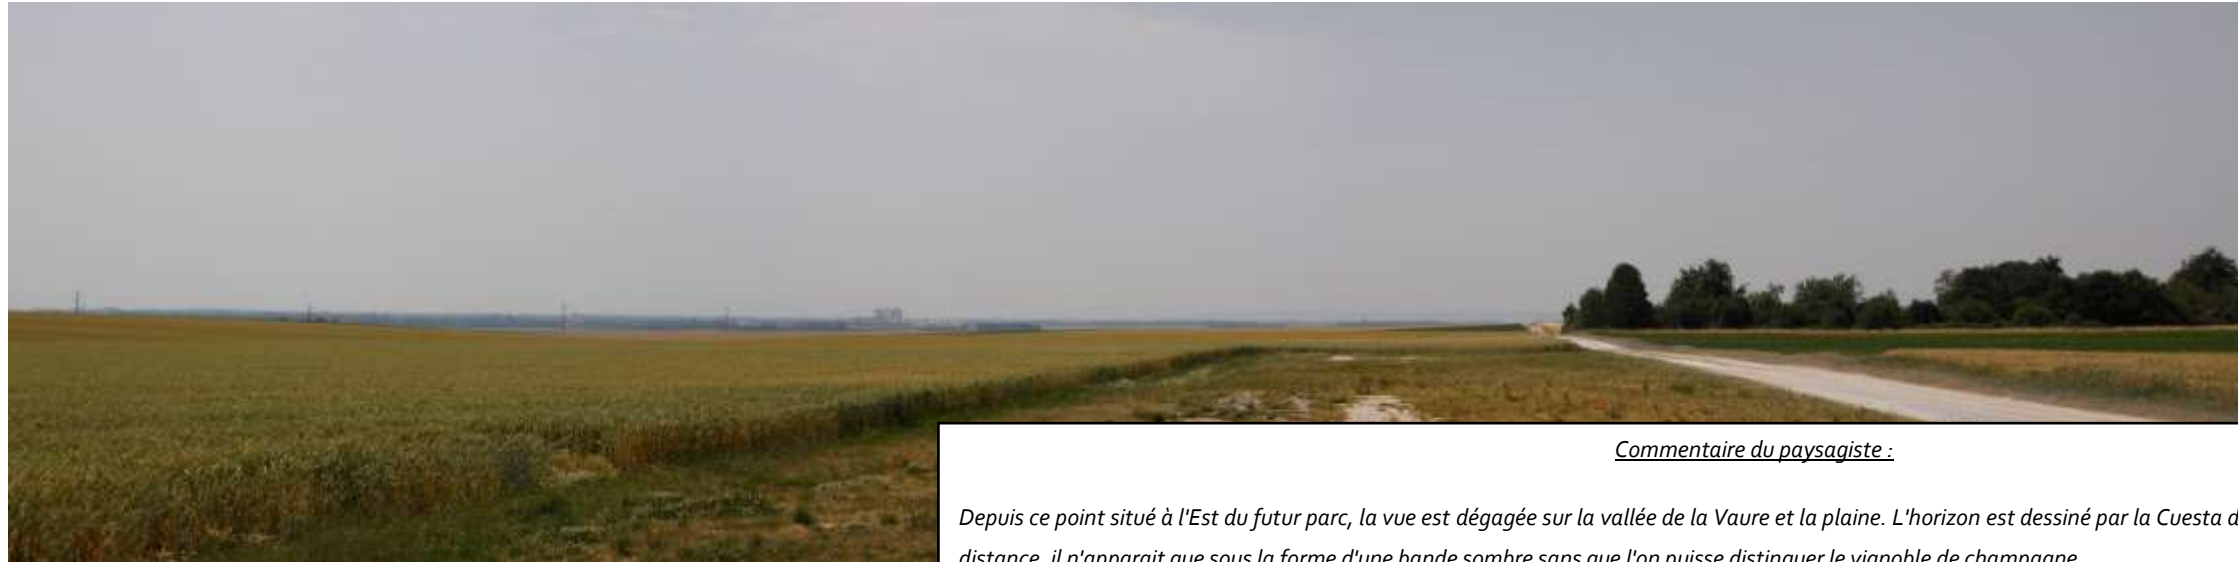 Commentaire du paysagiste :
Depuis ce point situé à l'Est du futur parc, la vue est dégagée sur la vallée de la Vaure et la plaine. L'horizon est dessiné par la Cuesta
distance, il n'apparait que sous la forme d'une bande sombre sans que l'on puisse distinguer le vignoble de champagne.